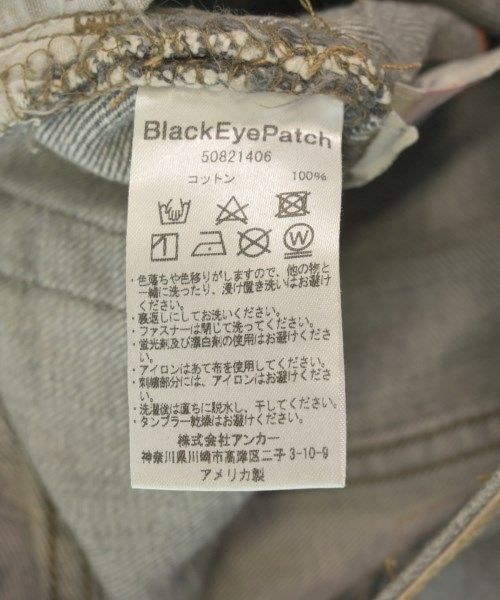 BlackEyePatch
50821406
コットン 100%
W
・色落ちや色移りがしますので、他の物と
一緒に洗ったり、浸け置き洗いはお避け
ください。
・裏返しにしてお洗いください。
・ファスナーは閉じて洗ってください。
・蛍光剤及び漂白剤の使用はお避けくださ
い。
・アイロンはあて布を使用してください。
・刺繍部分には、アイロンはお避けくださ
い。
・洗濯後は直ちに脱水し、干してください。
・タンブラー乾燥はお避けください。
株式会社アンカー
神奈川県川崎市高津区二子 3-10-9
アメリカ製